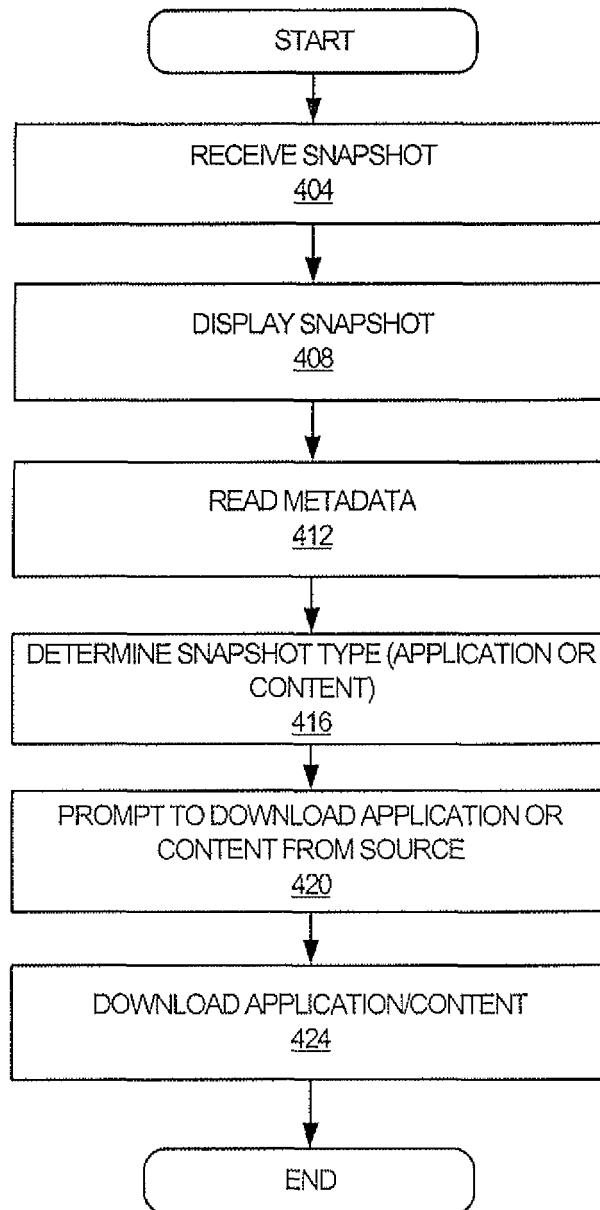 START
RECEIVE SNAPSHOT
404
DISPLAY SNAPSHOT
408
READ METADATA
412
DETERMINE SNAPSHOT TYPE (APPLICATION OR
CONTENT)
416
PROMPT TO DOWNLOAD APPLICATION OR
CONTENT FROM SOURCE
420
DOWNLOAD APPLICATION/CONTENT
424
END